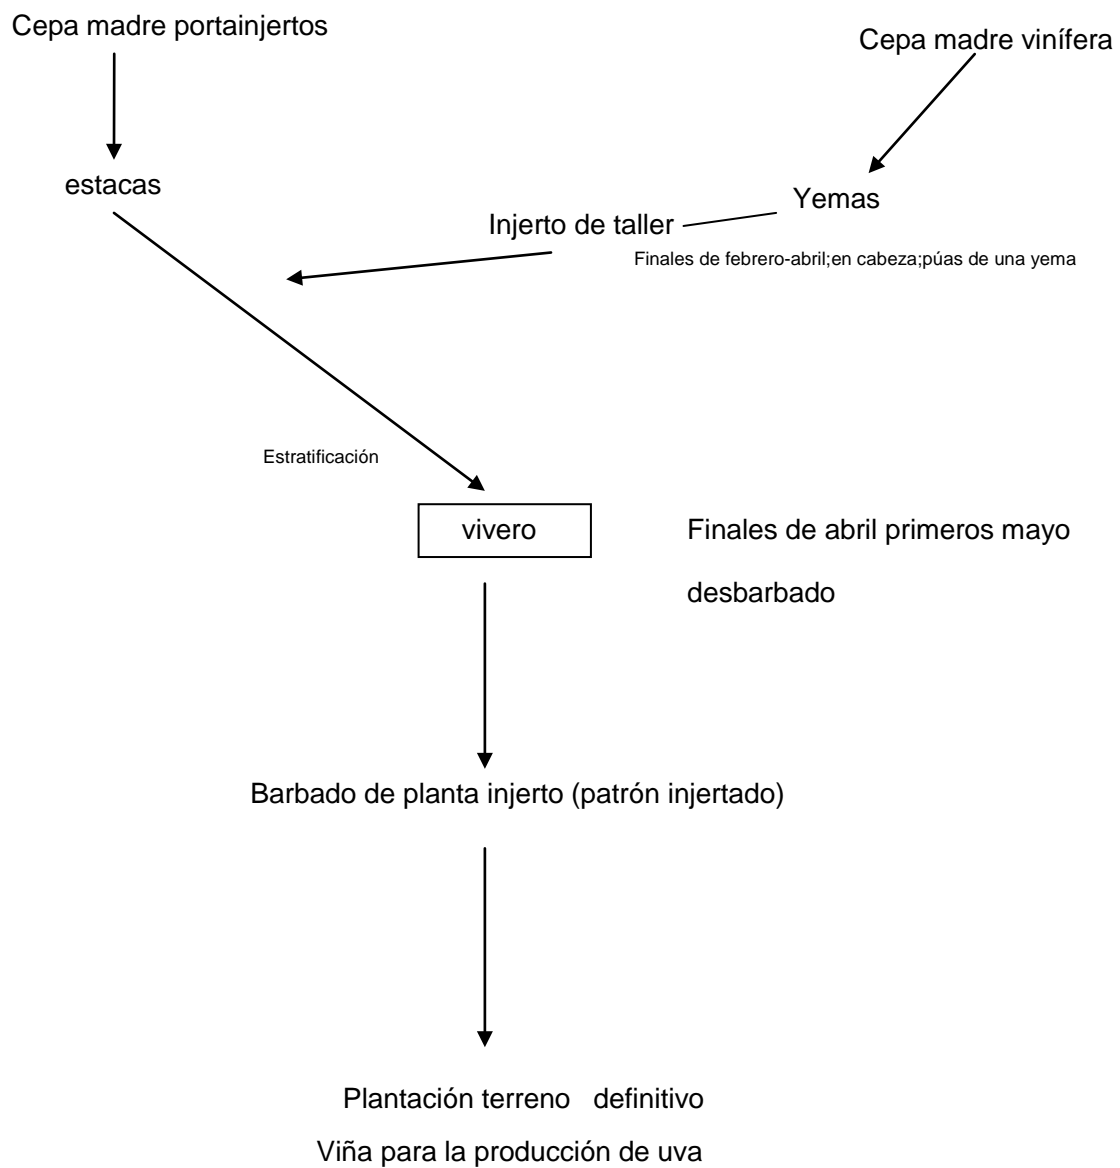 Cepa madre portainjertos
Cepa madre vinífera
estacas
Yemas
Injerto de taller
Finales de febrero-abril;en cabeza;púas de una yema
Estratificación
vivero
Finales de abril primeros mayo
desbarbado
Barbado de planta injerto (patrón injertado)
Plantación terreno definitivo
Viña para la producción de uva